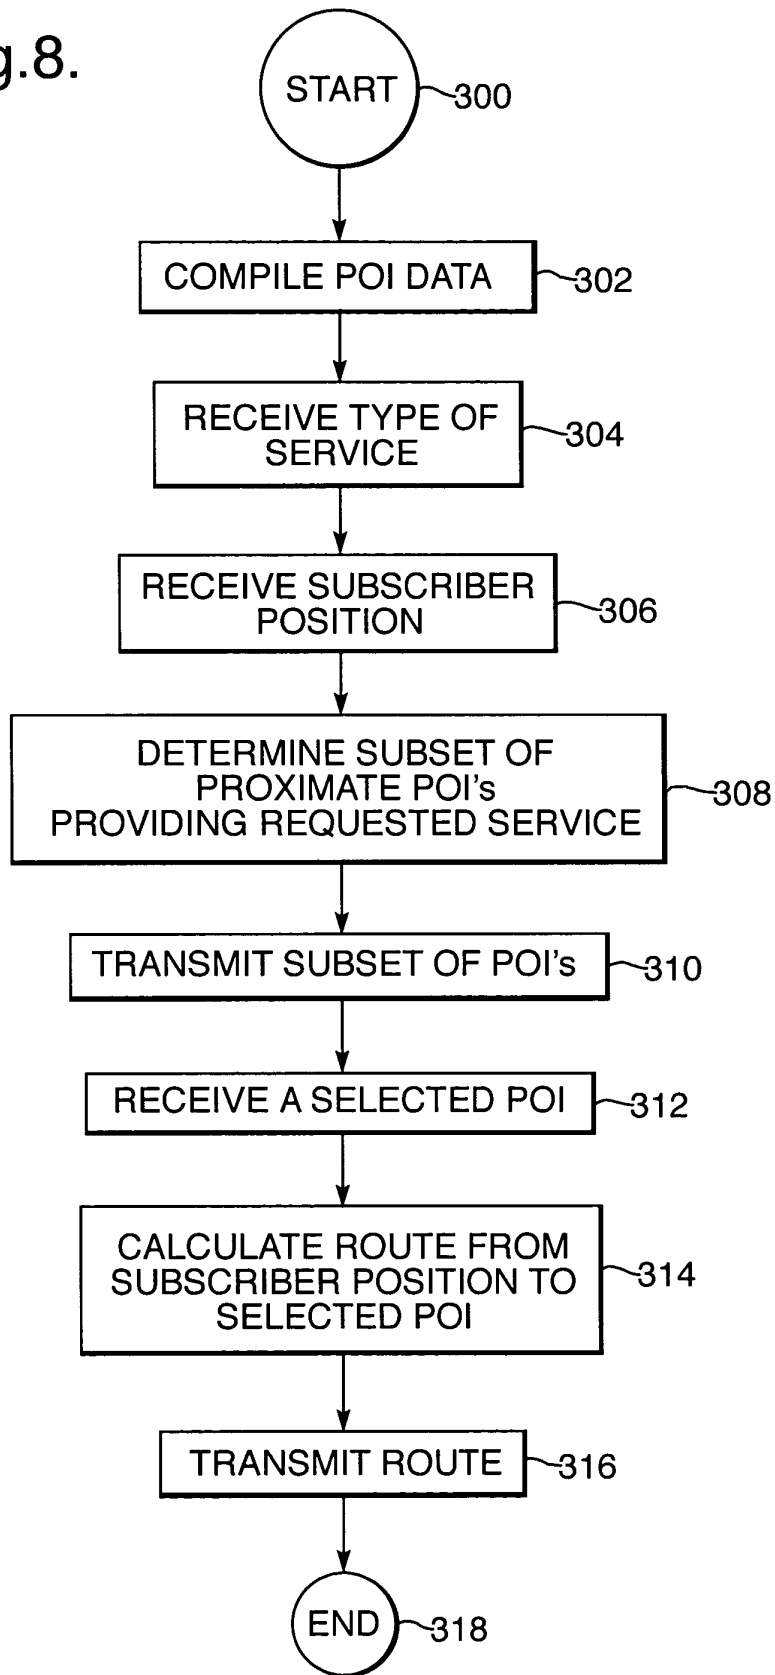 g.8.
START
300
COMPILE POI DATA
302
RECEIVE TYPE OF
SERVICE
304
RECEIVE SUBSCRIBER
POSITION
306
DETERMINE SUBSET OF
PROXIMATE POI's
PROVIDING REQUESTED SERVICE
308
TRANSMIT SUBSET OF POI's
310
RECEIVE A SELECTED POI
312
CALCULATE ROUTE FROM
SUBSCRIBER POSITION TO
SELECTED POI
314
TRANSMIT ROUTE
316
END
318